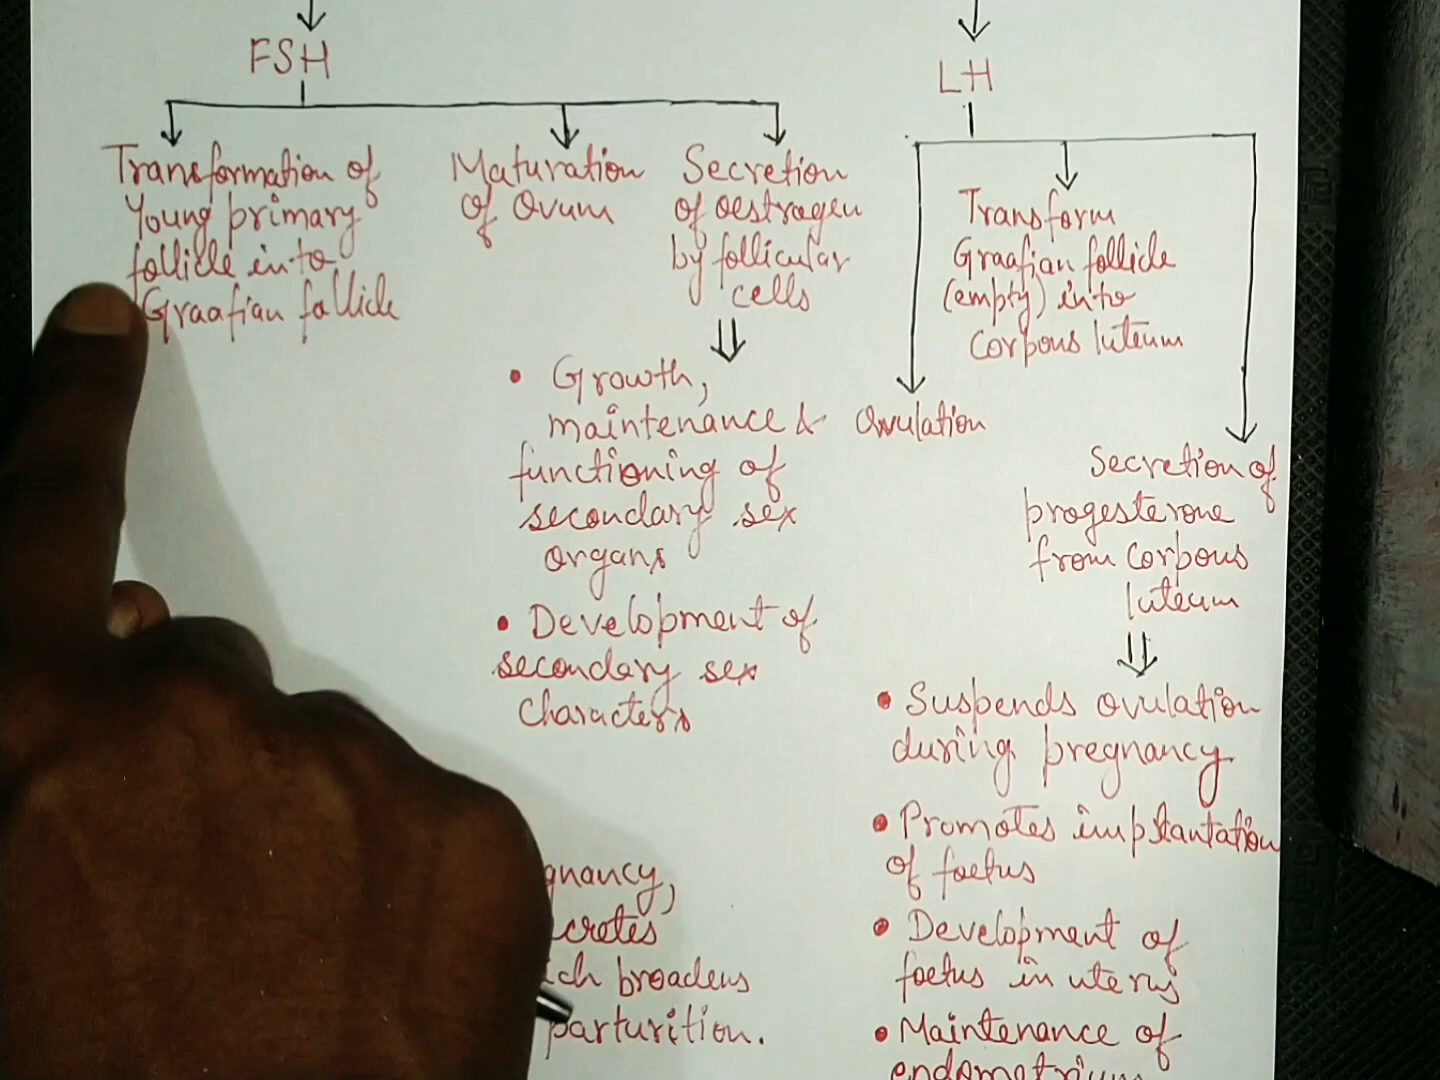 FSH
Transformation of
Young primary
follicle into
Graafian follicle
Maturation
of Ovum
Secretion
of oestrogen
by follicular
cells
• Growth,
maintenance &
functioning of
secondary sex
organs
• Development of
secondary sex
characters
gnancy,
cretes
ich broadens
parturition.
LH
Ovulation
Transform
Graafian follicle
(empty) into
Corpous luteum
Secretion of
progesterone
from Corpous
luteum
• Suspends ovulation
during pregnancy
• Promotes implantation
of foetus
• Development of
foetus in uterus
• Maintenance of
endometrium